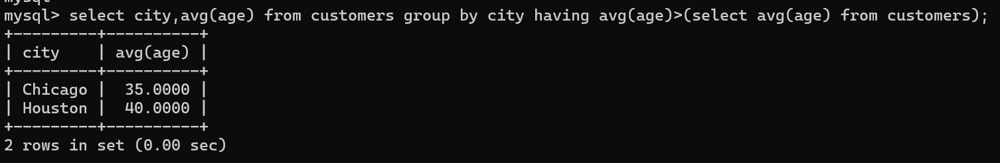 mysql> select city,avg(age) from customers group by city having avg(age)>(select avg(age) from customers);
+---------+----------+
| city    | avg(age) |
+---------+----------+
| Chicago |  35.0000 |
| Houston |  40.0000 |
+---------+----------+
2 rows in set (0.00 sec)